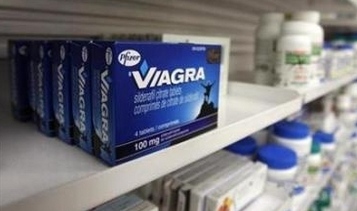 Pfizer
VIAGRA
sildenafil citrate tablets
comprimés de citrate de sildénafil
4 tablets / comprimés
100 mg